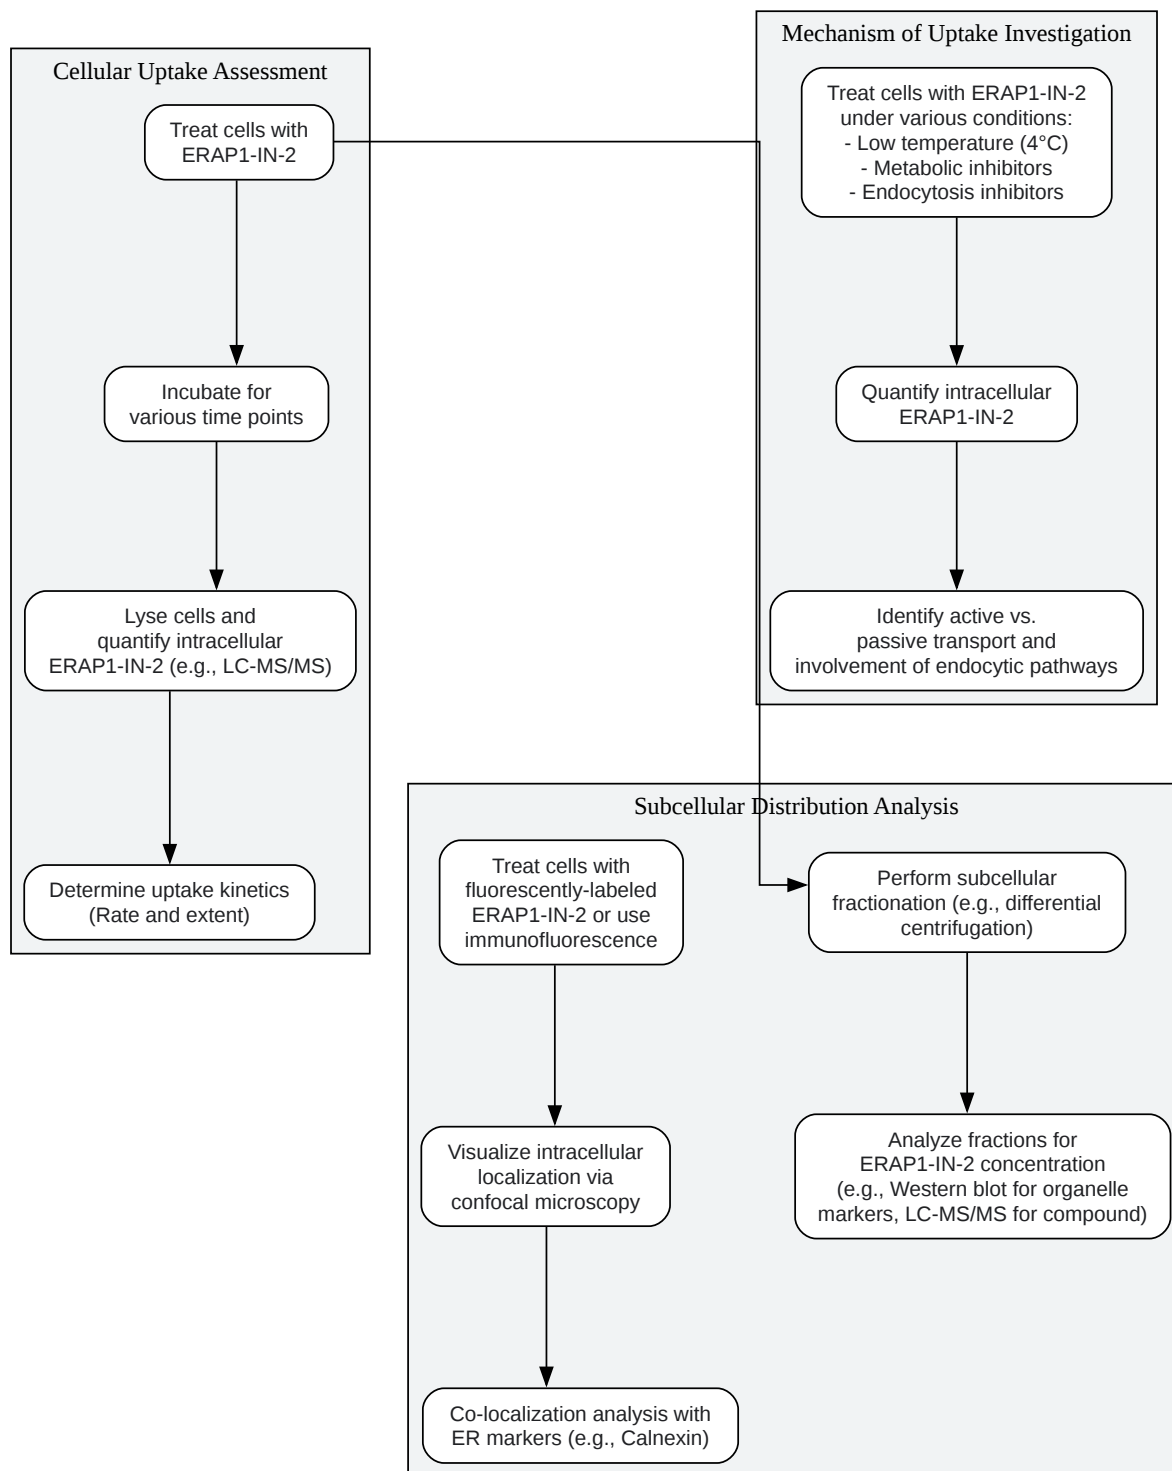 Cellular Uptake Assessment
Treat cells with
ERAP1-IN-2
Incubate for
various time points
Lyse cells and
quantify intracellular
ERAP1-IN-2 (e.g., LC-MS/MS)
Determine uptake kinetics
(Rate and extent)
Mechanism of Uptake Investigation
Treat cells with ERAP1-IN-2
under various conditions:
- Low temperature (4°C)
- Metabolic inhibitors
- Endocytosis inhibitors
Quantify intracellular
ERAP1-IN-2
Identify active vs.
passive transport and
involvement of endocytic pathways
Subcellular Distribution Analysis
Treat cells with
fluorescently-labeled
ERAP1-IN-2 or use
immunofluorescence
Visualize intracellular
localization via
confocal microscopy
Co-localization analysis with
ER markers (e.g., Calnexin)
Perform subcellular
fractionation (e.g., differential
centrifugation)
Analyze fractions for
ERAP1-IN-2 concentration
(e.g., Western blot for organelle
markers, LC-MS/MS for compound)